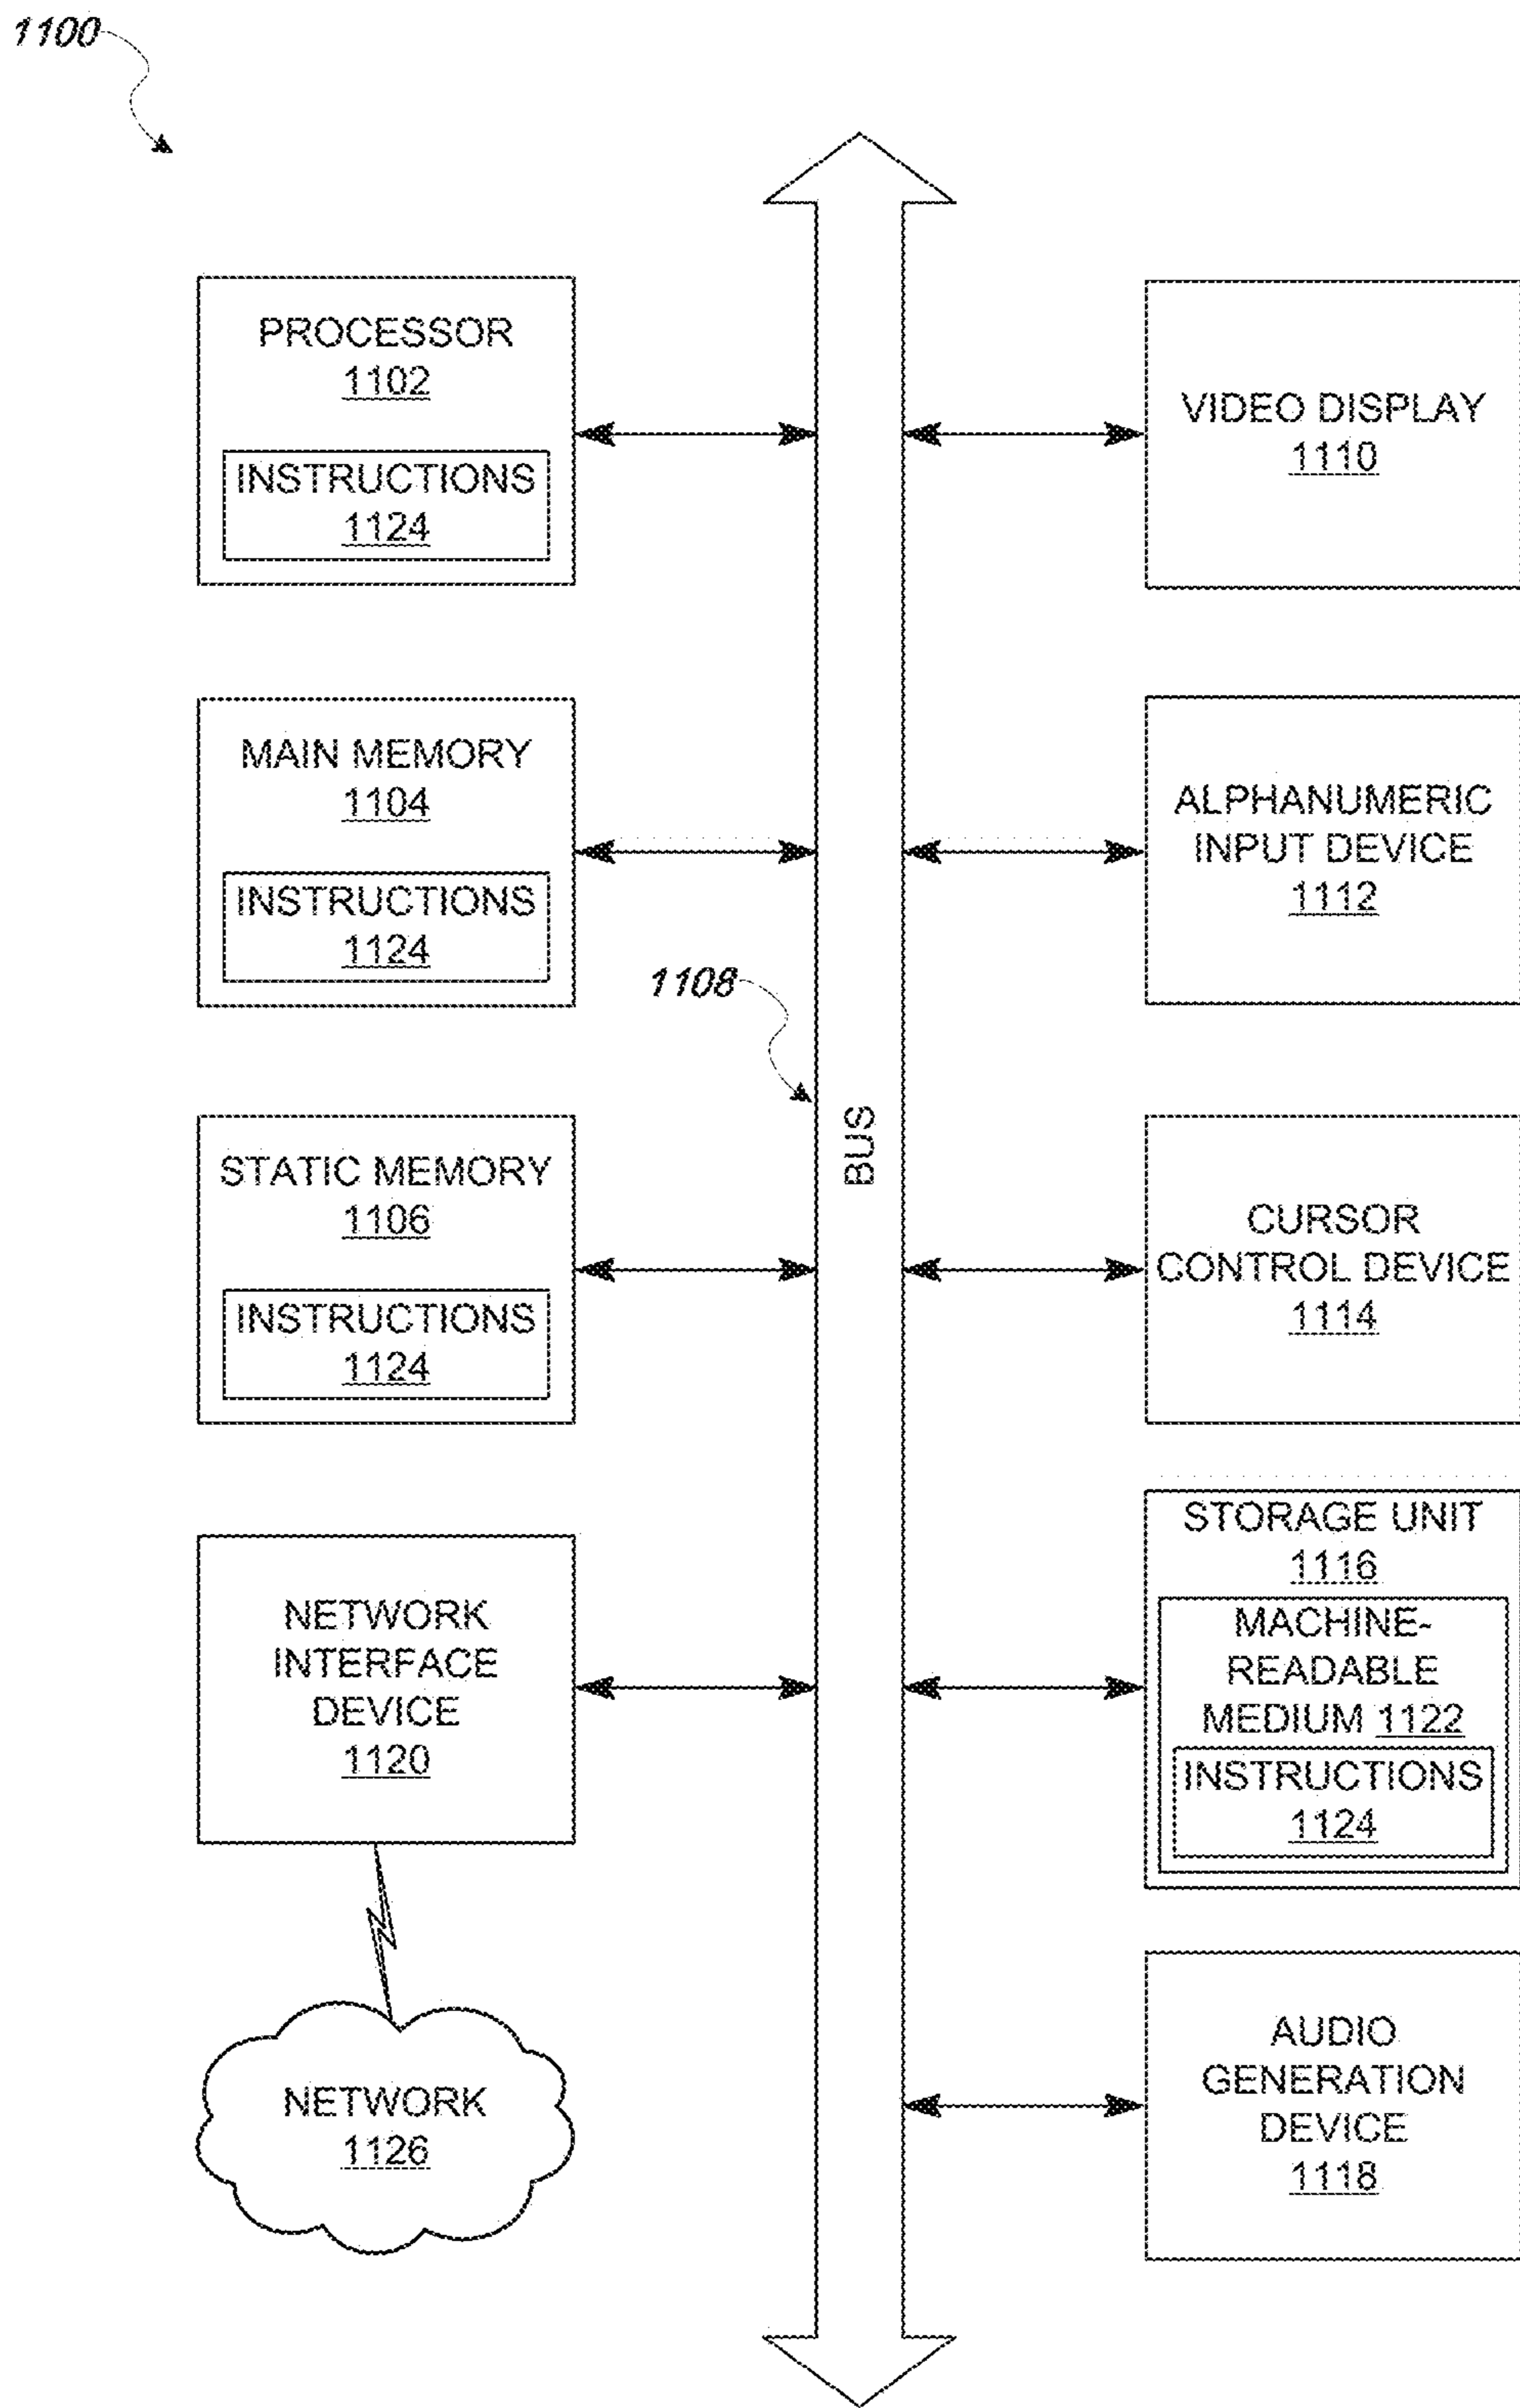 1100
PROCESSOR
1102
INSTRUCTIONS
1124
MAIN MEMORY
1104
INSTRUCTIONS
1124
STATIC MEMORY
1106
INSTRUCTIONS
1124
NETWORK
INTERFACE
DEVICE
1120
NETWORK
1126
1108
BUS
VIDEO DISPLAY
1110
ALPHANUMERIC
INPUT DEVICE
1112
CURSOR
CONTROL DEVICE
1114
STORAGE UNIT
1116
MACHINE-
READABLE
MEDIUM 1122
INSTRUCTIONS
1124
AUDIO
GENERATION
DEVICE
1118